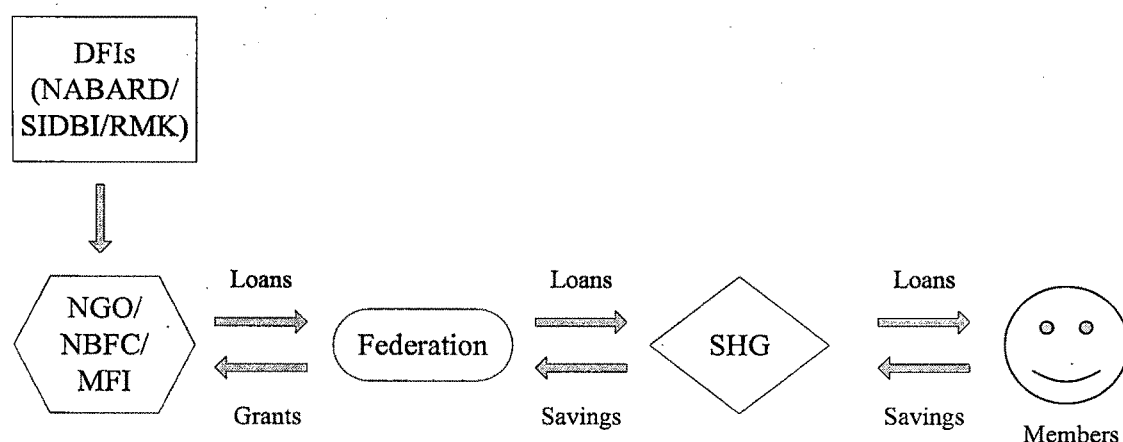 DFIs
(NABARD/
SIDBI/RMK)
Loans
Loans
Loans
NGO/
NBFC/
MFI
Federation
SHG
Grants
Savings
Savings
Members